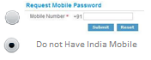 Request Mobile Password
Mobile Number * +91
Submit Reset
Do not Have India Mobile